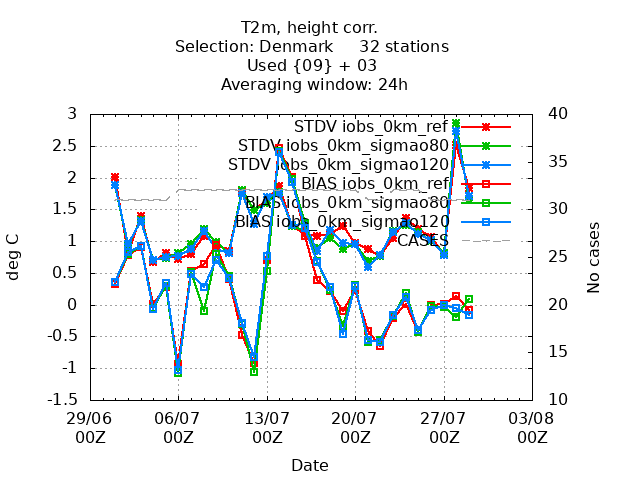 T2m, height corr.
Selection: Denmark 32 stations
Used {09} + 03
Averaging window: 24h
3
2.5
2
1.5
1
0.5
0
-0.5
-1
-1.5
deg C
40
35
30
25
20
15
10
No cases
STDV iobs_0km_ref
STDV iobs_0km_sigmao80
STDV iobs_0km_sigmao120
BIAS iobs_0km_ref
BIAS iobs_0km_sigmao80
BIAS iobs_0km_sigmao120
CASES
29/06 06/07 13/07 20/07 27/07 03/08
00Z 00Z 00Z 00Z 00Z 00Z
Date